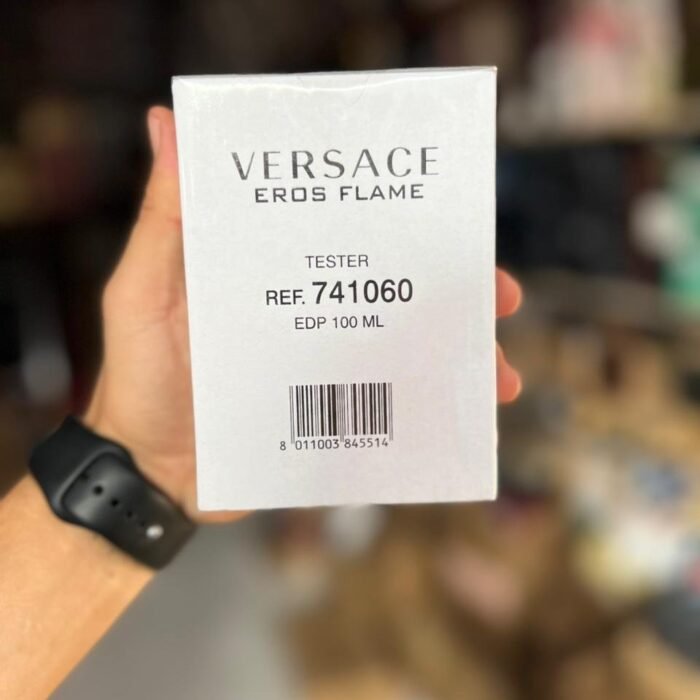 VERSACE
EROS FLAME
TESTER
REF. 741060
EDP 100 ML
8 011003 845514